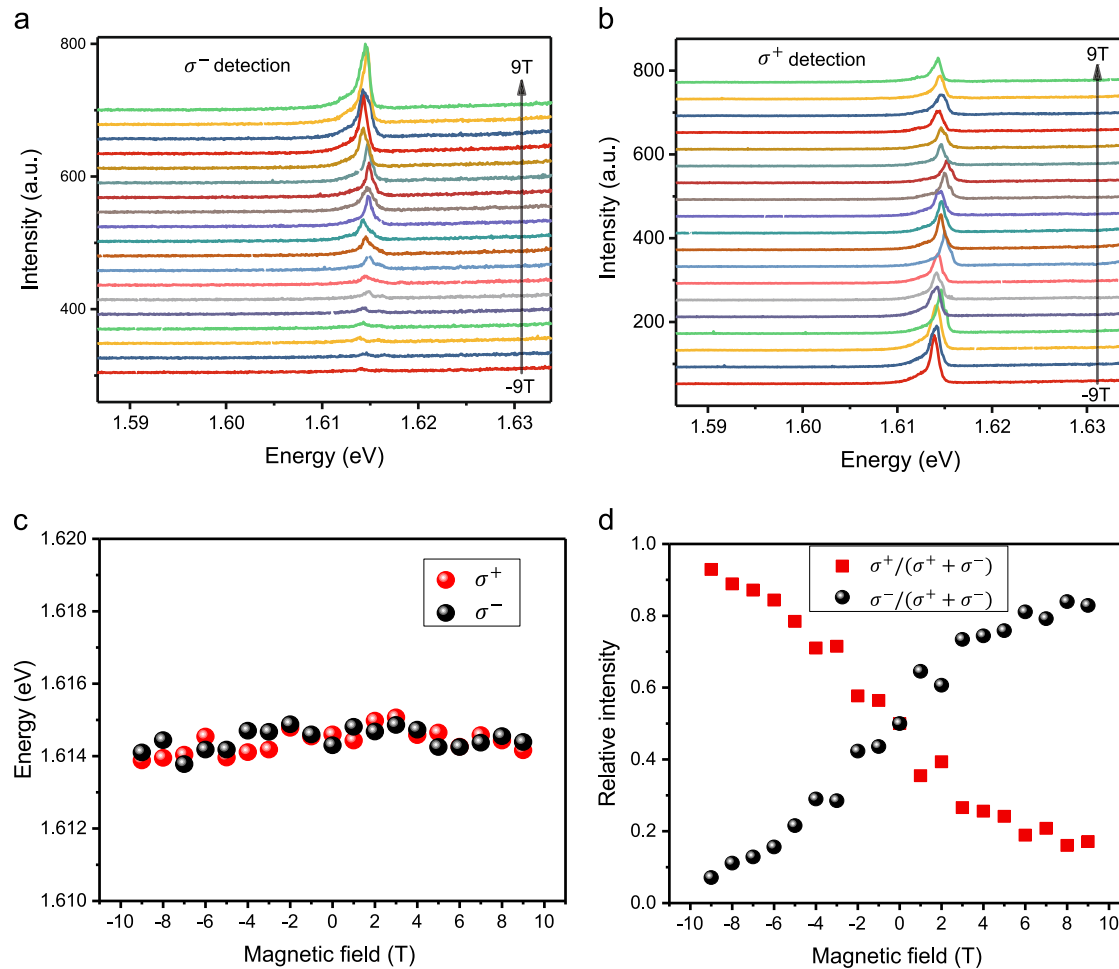 a
σ⁻ detection
9T
-9T
800
600
400
Intensity (a.u.)
1.59 1.60 1.61 1.62 1.63
Energy (eV)
b
σ⁺ detection
9T
-9T
800
600
400
200
Intensity (a.u.)
1.59 1.60 1.61 1.62 1.63
Energy (eV)
c
σ⁺
σ⁻
1.620
1.618
1.616
1.614
1.612
1.610
Energy (eV)
-10 -8 -6 -4 -2 0 2 4 6 8 10
Magnetic field (T)
d
σ⁺/(σ⁺ + σ⁻)
σ⁻/(σ⁺ + σ⁻)
1.0
0.8
0.6
0.4
0.2
0.0
Relative intensity
-10 -8 -6 -4 -2 0 2 4 6 8 10
Magnetic field (T)